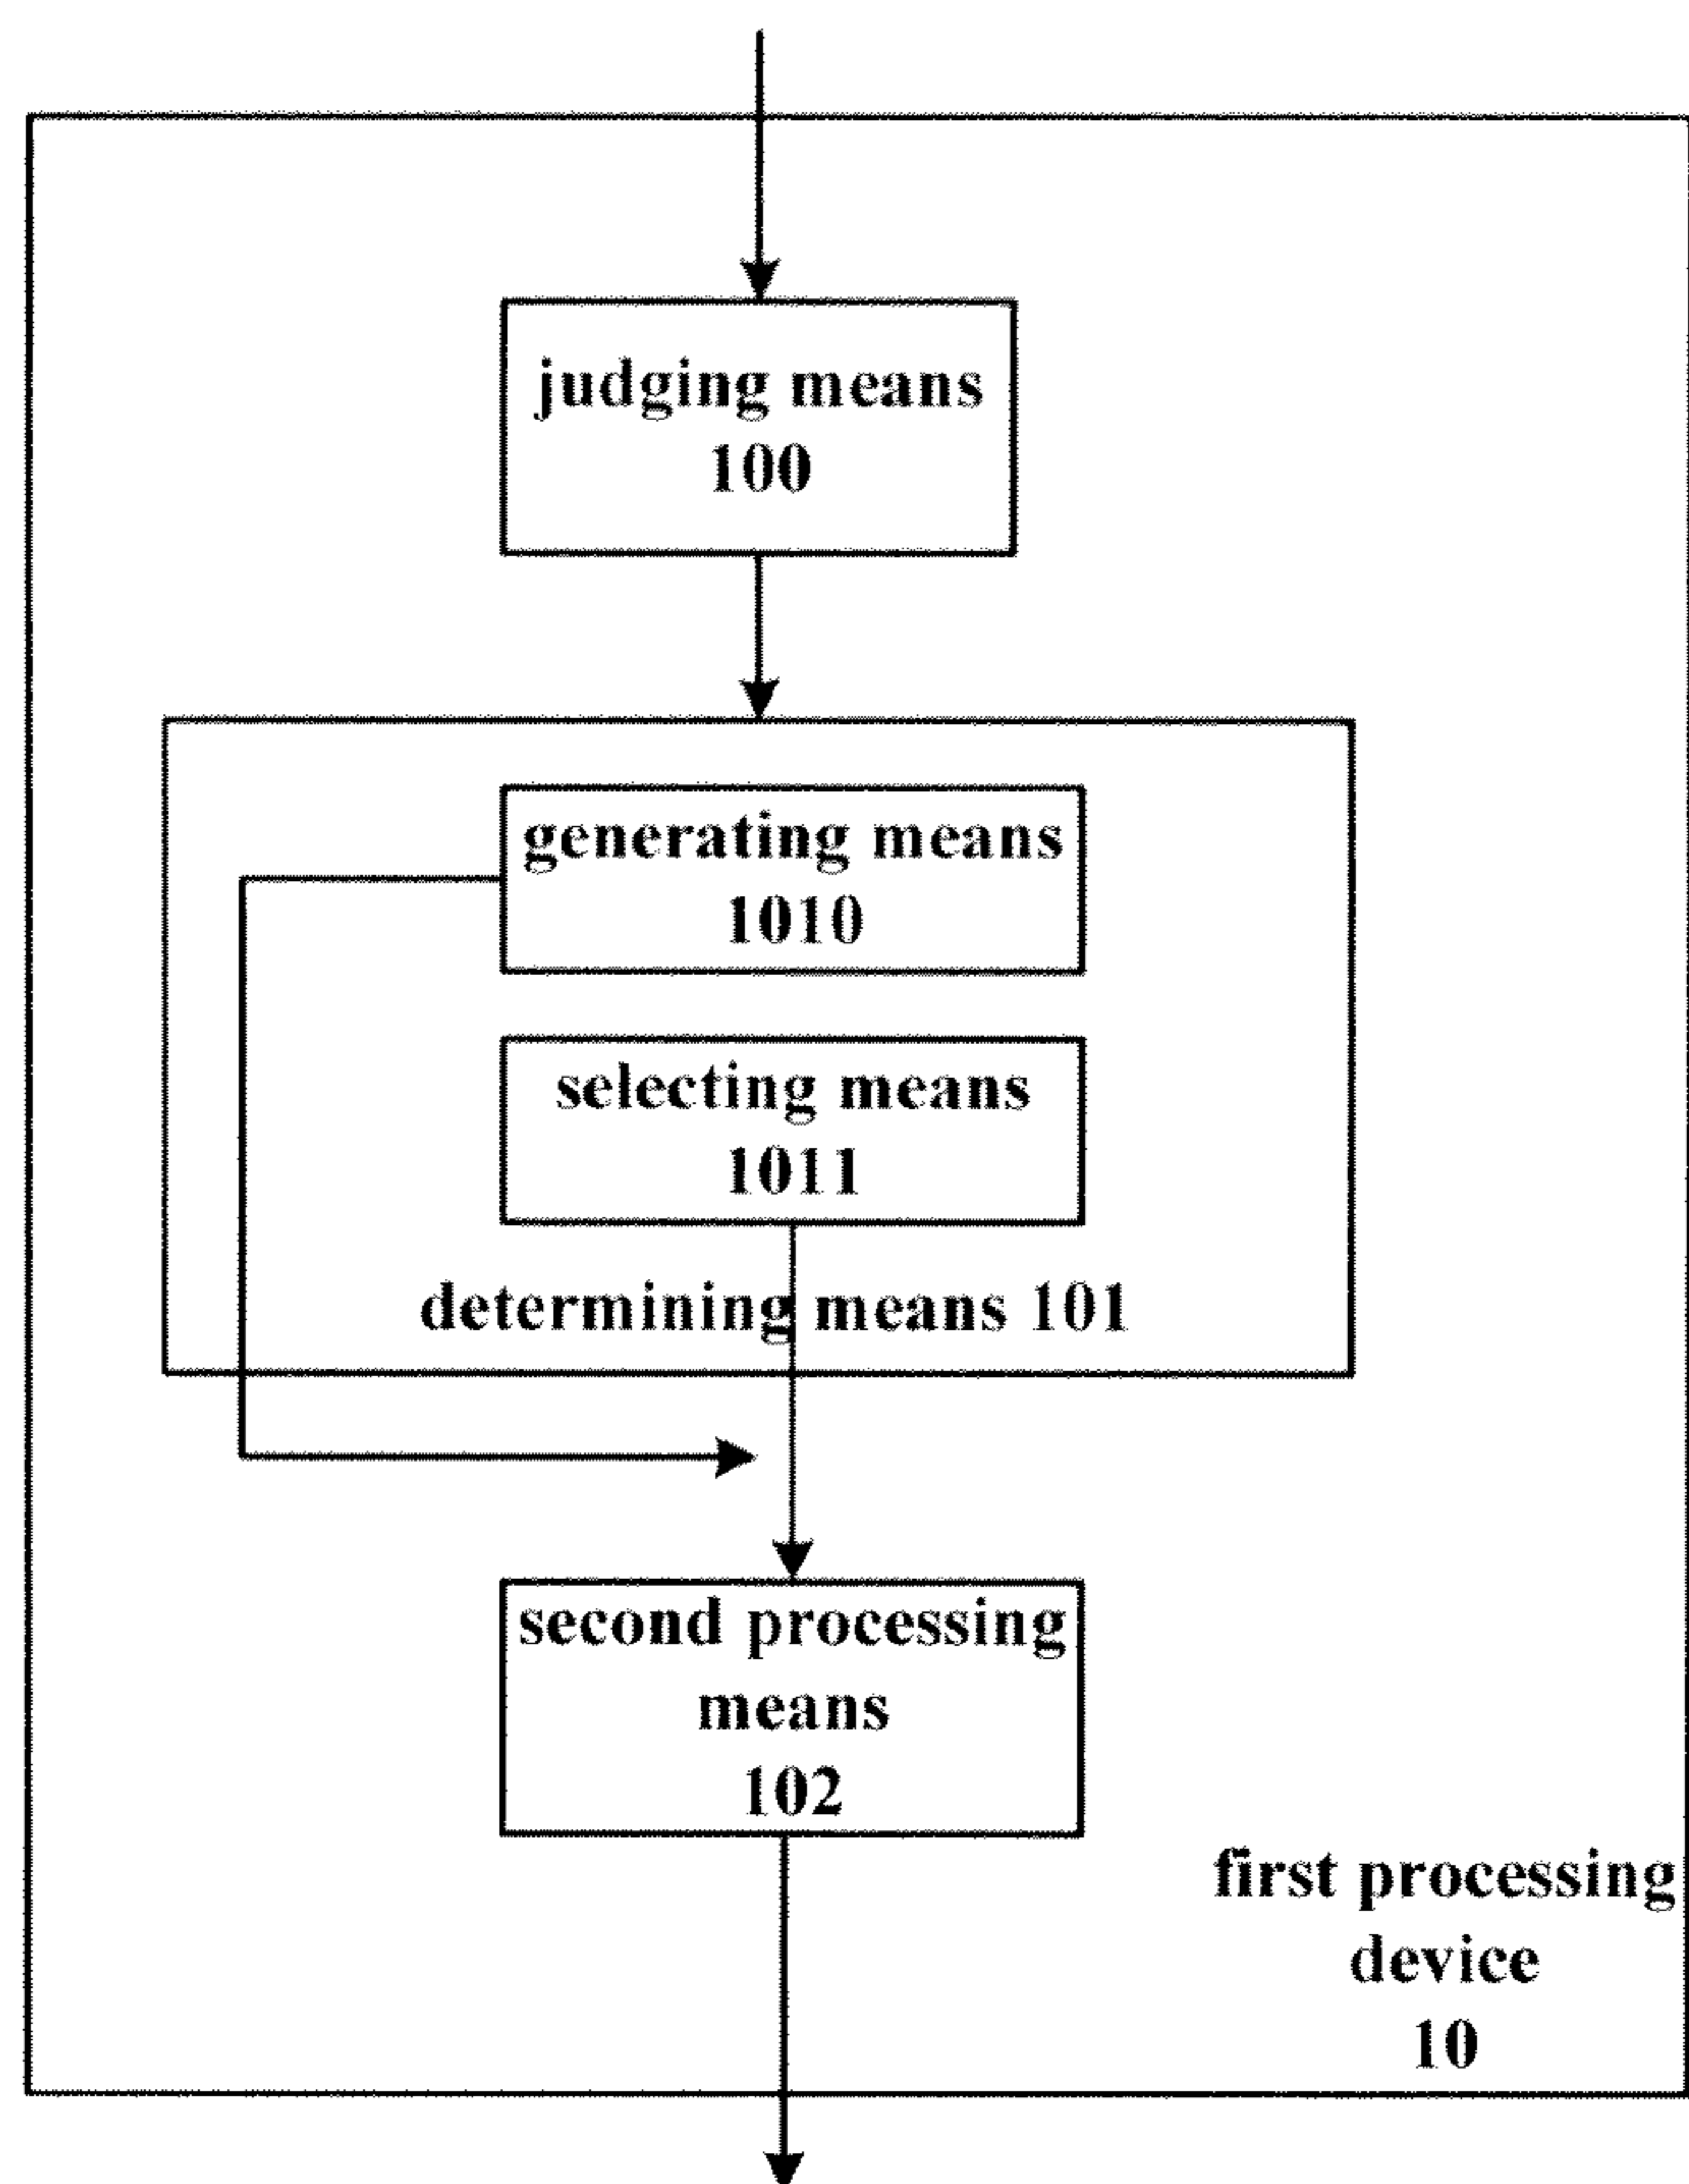 judging means
100
generating means
1010
selecting means
1011
determining means 101
second processing
means
102
first processing
device
10